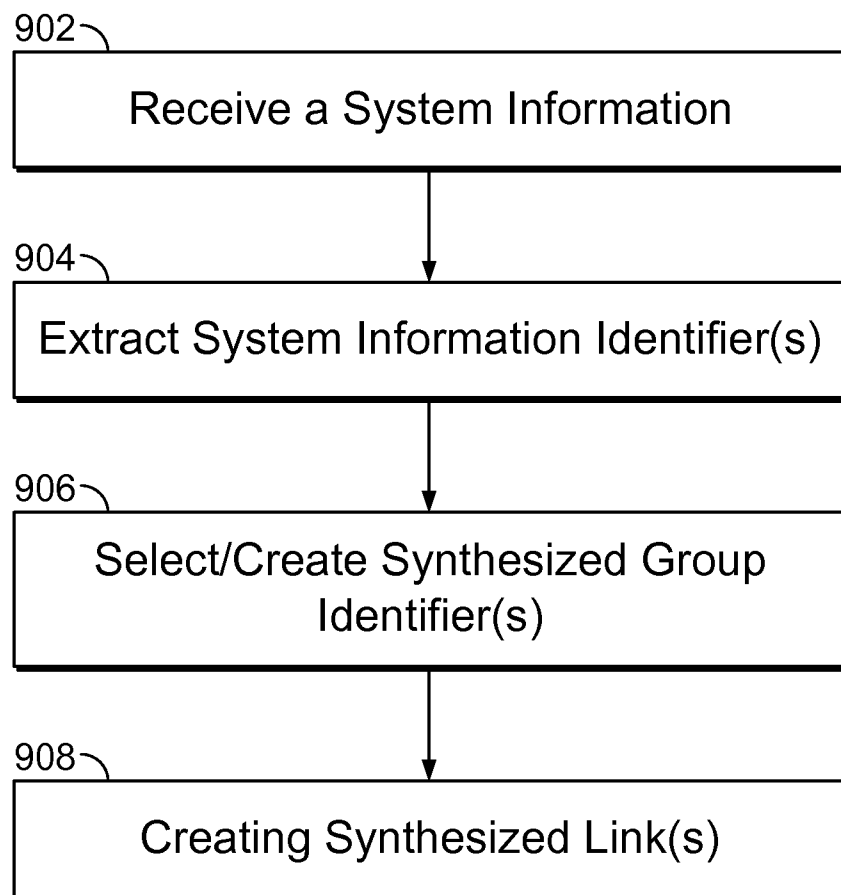 902
Receive a System Information
904
Extract System Information Identifier(s)
906
Select/Create Synthesized Group
Identifier(s)
908
Creating Synthesized Link(s)